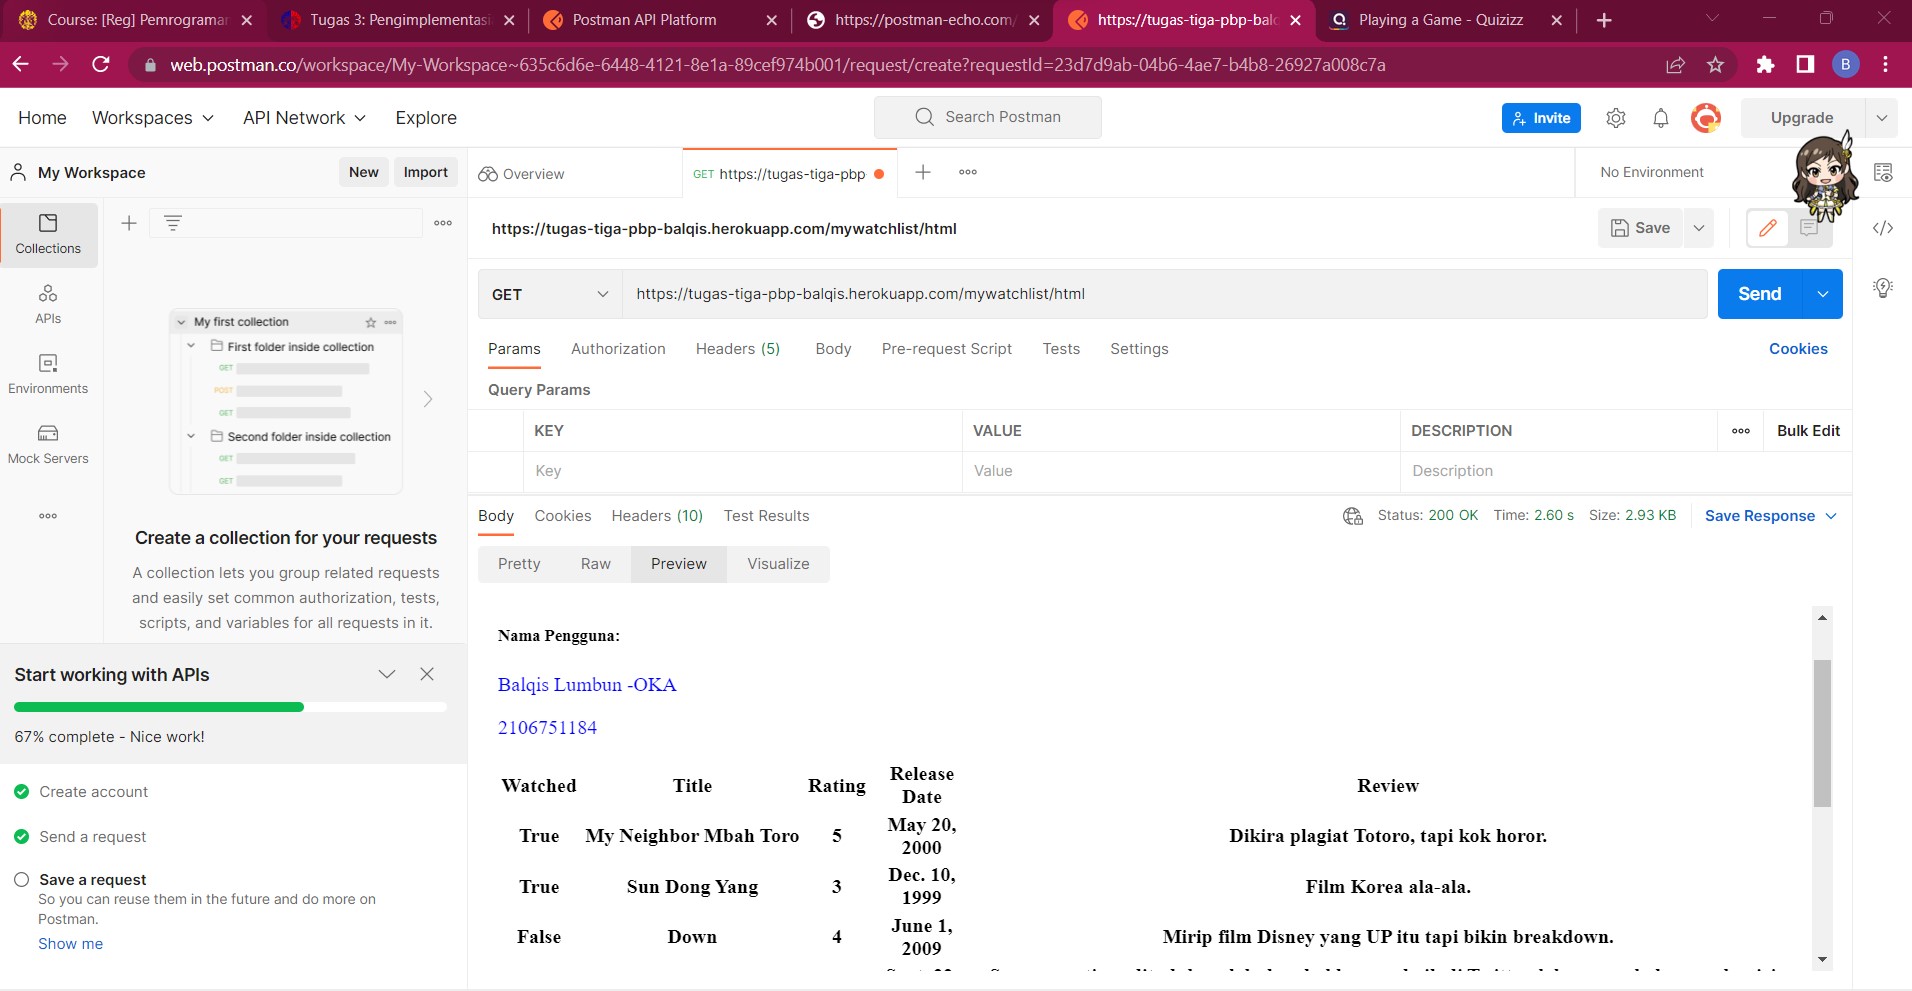 Course: [Reg] Pemrograman
Tugas 3: Pengimplementasi
Postman API Platform
https://postman-echo.com/
https://tugas-tiga-pbp-balq
Playing a Game - Quizizz
web.postman.co/workspace/My-Workspace~635c6d6e-6448-4121-8e1a-89cef974b001/request/create?requestId=23d7d9ab-04b6-4ae7-b4b8-26927a008c7a
B
Home
Workspaces
API Network
Explore
Search Postman
Invite
Upgrade
My Workspace
New
Import
Overview
GET https://tugas-tiga-pbp
No Environment
Collections
APIs
Environments
Mock Servers
My first collection
First folder inside collection
GET
POST
GET
Second folder inside collection
GET
GET
Create a collection for your requests
A collection lets you group related requests
and easily set common authorization, tests,
scripts, and variables for all requests in it.
Start working with APIs
67% complete - Nice work!
Create account
Send a request
Save a request
So you can reuse them in the future and do more on
Postman.
Show me
https://tugas-tiga-pbp-balqis.herokuapp.com/mywatchlist/html
Save
</>
GET
https://tugas-tiga-pbp-balqis.herokuapp.com/mywatchlist/html
Send
Params
Authorization
Headers (5)
Body
Pre-request Script
Tests
Settings
Cookies
Query Params
KEY
VALUE
DESCRIPTION
Bulk Edit
Key
Value
Description
Body
Cookies
Headers (10)
Test Results
Status: 200 OK
Time: 2.60 s
Size: 2.93 KB
Save Response
Pretty
Raw
Preview
Visualize
Nama Pengguna:
Balqis Lumbun -OKA
2106751184
Watched Title Rating Release Date Review
True My Neighbor Mbah Toro 5 May 20, 2000 Dikira plagiat Totoro, tapi kok horor.
True Sun Dong Yang 3 Dec. 10, 1999 Film Korea ala-ala.
False Down 4 June 1, 2009 Mirip film Disney yang UP itu tapi bikin breakdown.